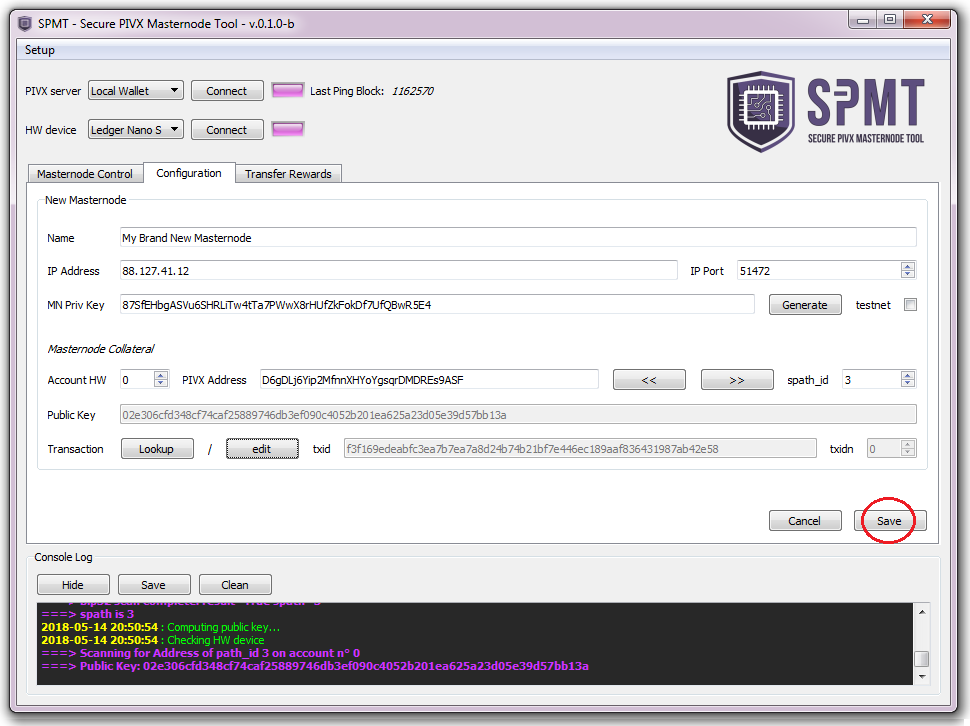 SPMT - Secure PIVX Masternode Tool - v.0.1.0-b
Setup
PIVX server Local Wallet Connect Last Ping Block: 1162570
HW device Ledger Nano S Connect
SPMT
SECURE PIVX MASTERNODE TOOL
Masternode Control Configuration Transfer Rewards
New Masternode
Name My Brand New Masternode
IP Address 88.127.41.12 IP Port 51472
MN Priv Key 87SfEHbgASVu6SHRLiTw4tTa7PWwX8rHUfZkFokDf7UfQBwR5E4 Generate testnet
Masternode Collateral
Account HW 0 PIVX Address D6gDLj6Yip2MfnnXHYoYgsqrDMDREs9ASF << >> spath_id 3
Public Key 02e306cfd348cf74caf25889746db3ef090c4052b201ea625a23d05e39d57bb13a
Transaction Lookup / edit txid f3f169edeabfc3ea7b7ea7a8d24b74b21bf7e446ec189aaf836431987ab42e58 txidn 0
Cancel Save
Console Log
Hide Save Clean
===> spath is 3
2018-05-14 20:50:54 : Computing public key...
2018-05-14 20:50:54 : Checking HW device
===> Scanning for Address of path_id 3 on account n° 0
===> Public Key: 02e306cfd348cf74caf25889746db3ef090c4052b201ea625a23d05e39d57bb13a